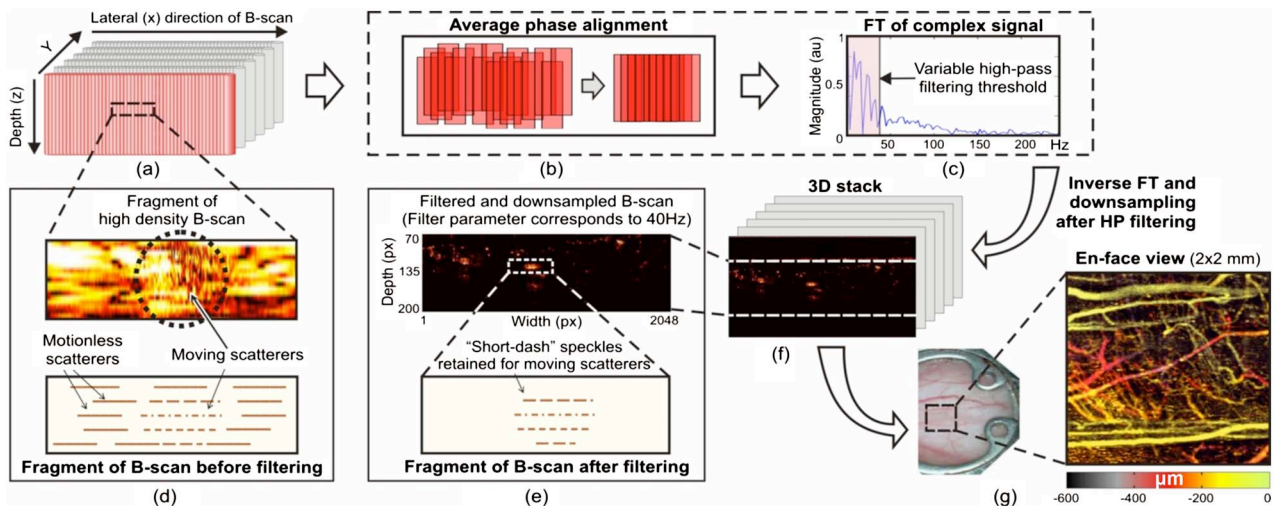 Lateral (x) direction of B-scan
Y
Depth (z)
(a)
Average phase alignment
(b)
FT of complex signal
Magnitude (au)
1
0.5
0
Variable high-pass
filtering threshold
50
100
150
200
Hz
(c)
Fragment of
high density B-scan
Motionless
scatterers
Moving scatterers
Fragment of B-scan before filtering
(d)
Filtered and downsampled B-scan
(Filter parameter corresponds to 40Hz)
Depth (px)
70
135
200
1
Width (px)
2048
“Short-dash” speckles
retained for moving scatterers
Fragment of B-scan after filtering
(e)
3D stack
(f)
Inverse FT and
downsampling
after HP filtering
En-face view (2x2 mm)
(g)
µm
-600
-400
-200
0